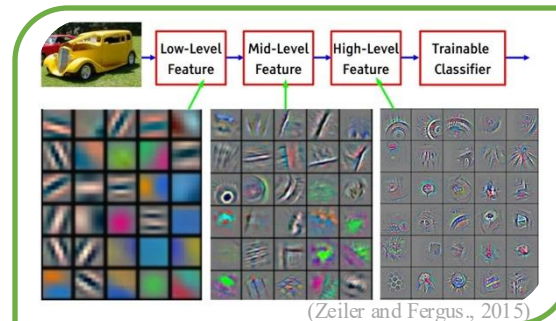 Low-Level
Feature
Mid-Level
Feature
High-Level
Feature
Trainable
Classifier
(Zeiler and Fergus., 2015)